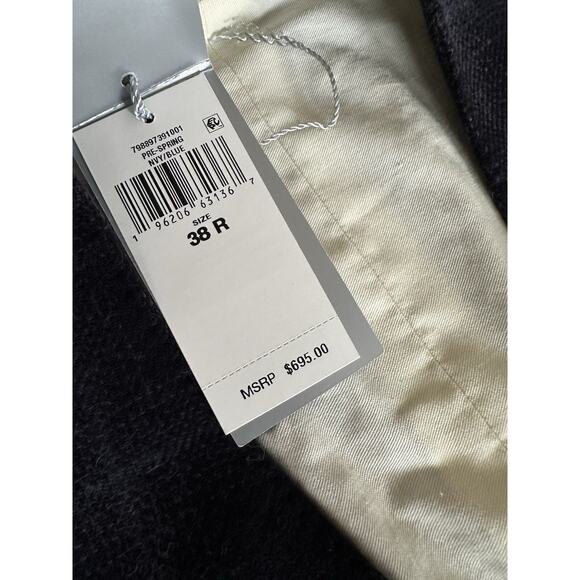 798897391001
PRE-SPRING
NVY/BLUE
1 96206 63136 7
SIZE
38 R
MSRP $695.00